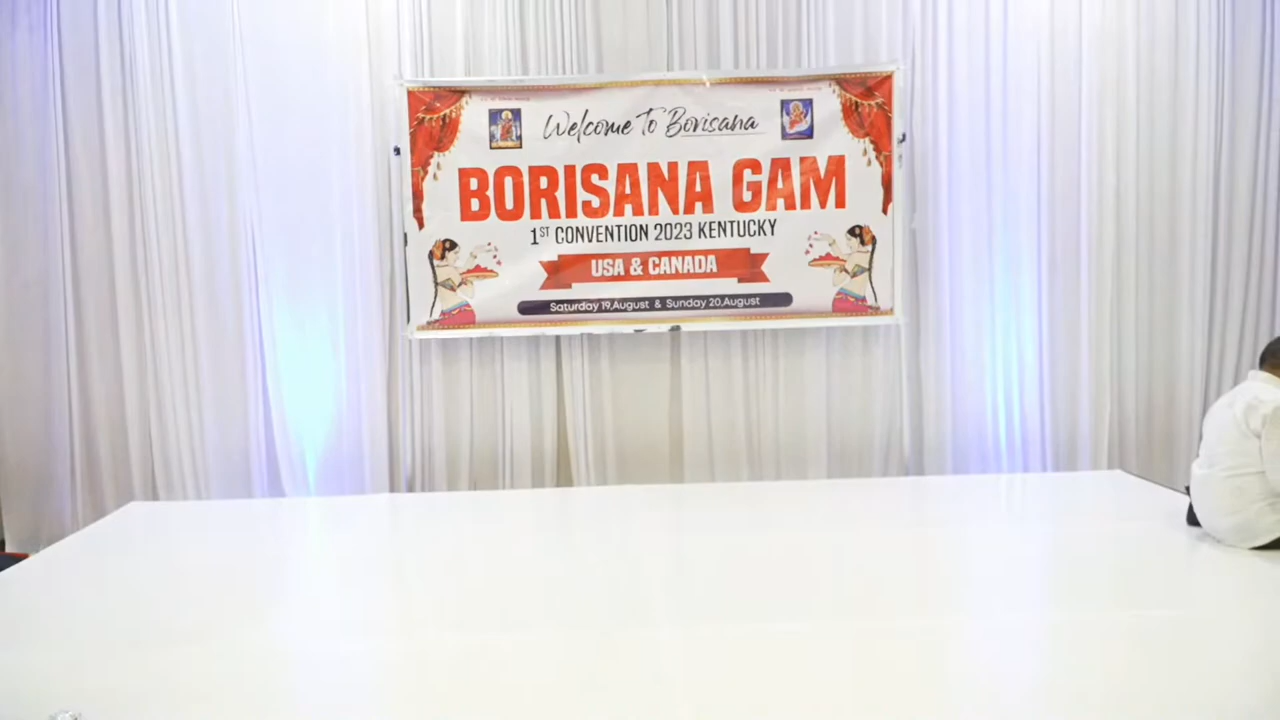 Welcome To Borisana
BORISANA GAM
1ST CONVENTION 2023 KENTUCKY
USA & CANADA
Saturday 19,August & Sunday 20,August